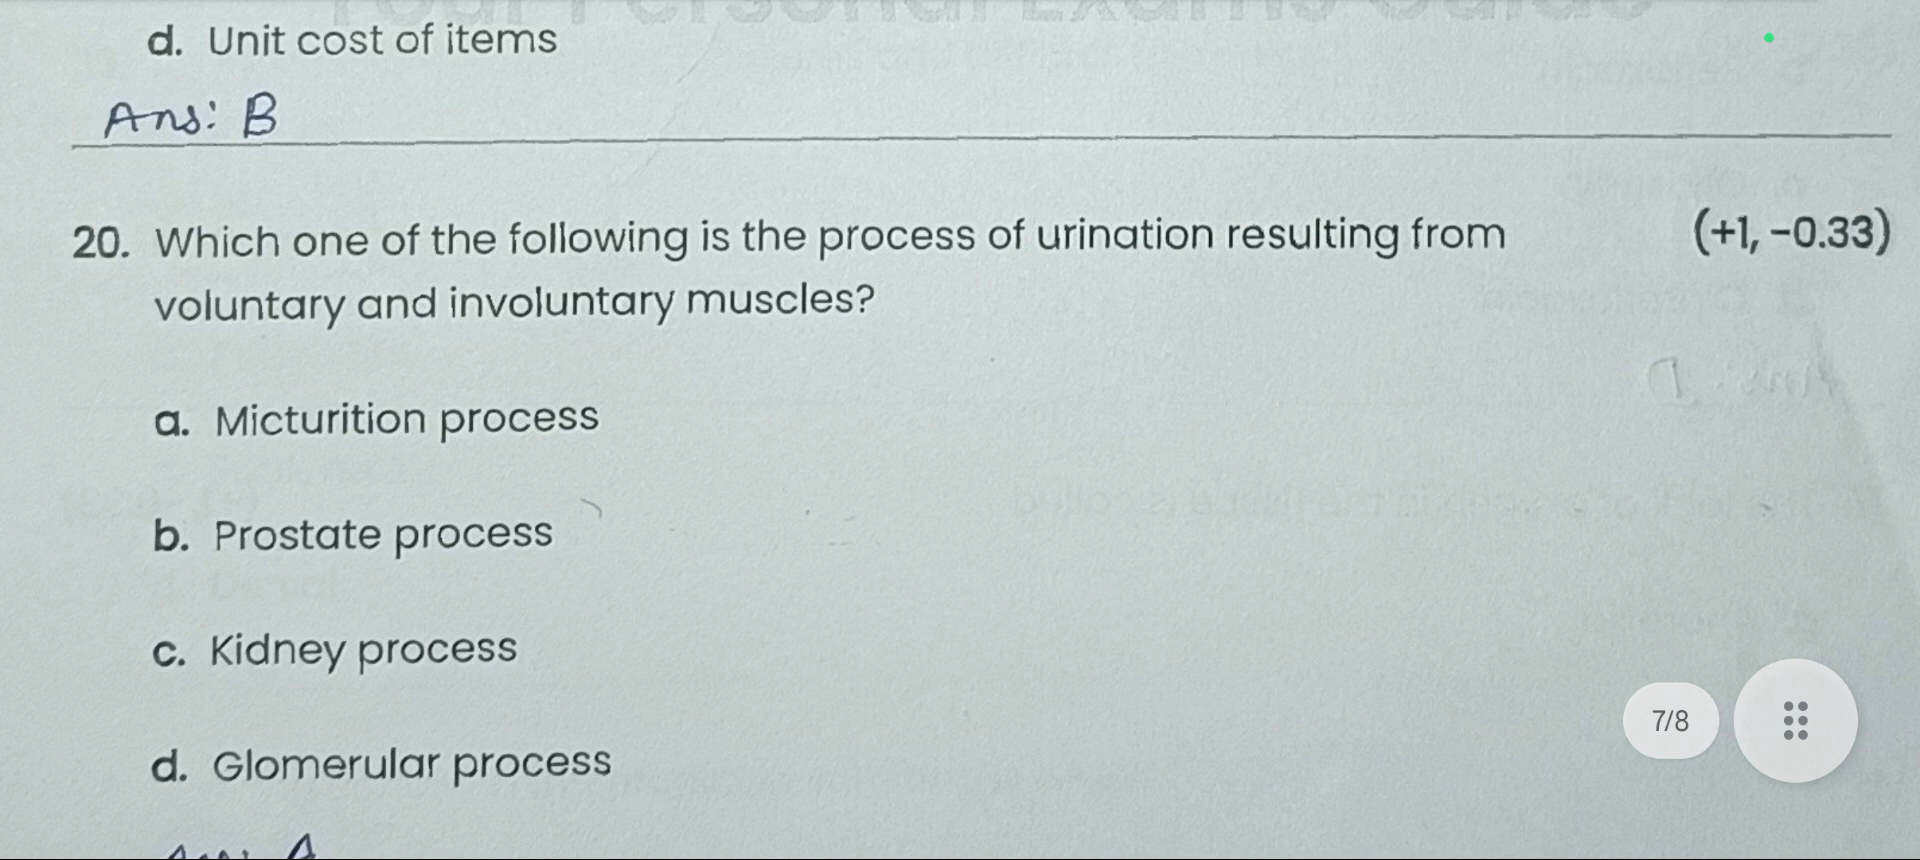 d. Unit cost of items
Ans: B
20. Which one of the following is the process of urination resulting from (+1, -0.33)
voluntary and involuntary muscles?
a. Micturition process
b. Prostate process
c. Kidney process
d. Glomerular process
7/8
Ans: A